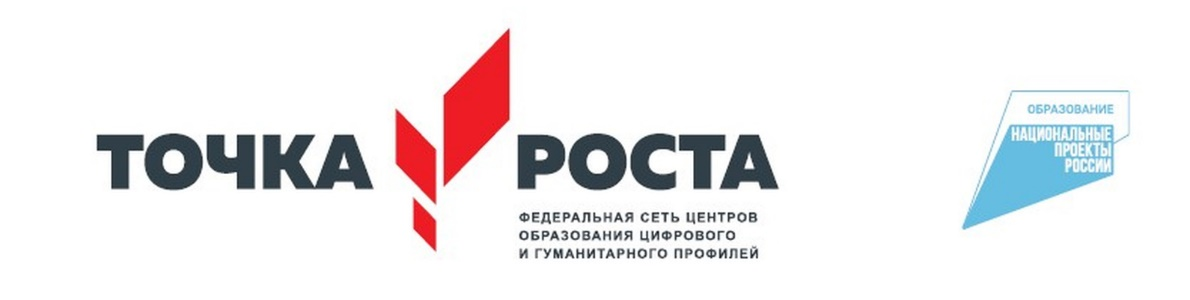 ТОЧКА РОСТА
ФЕДЕРАЛЬНАЯ СЕТЬ ЦЕНТРОВ
ОБРАЗОВАНИЯ ЦИФРОВОГО
И ГУМАНИТАРНОГО ПРОФИЛЕЙ
ОБРАЗОВАНИЕ
НАЦИОНАЛЬНЫЕ
ПРОЕКТЫ
РОССИИ